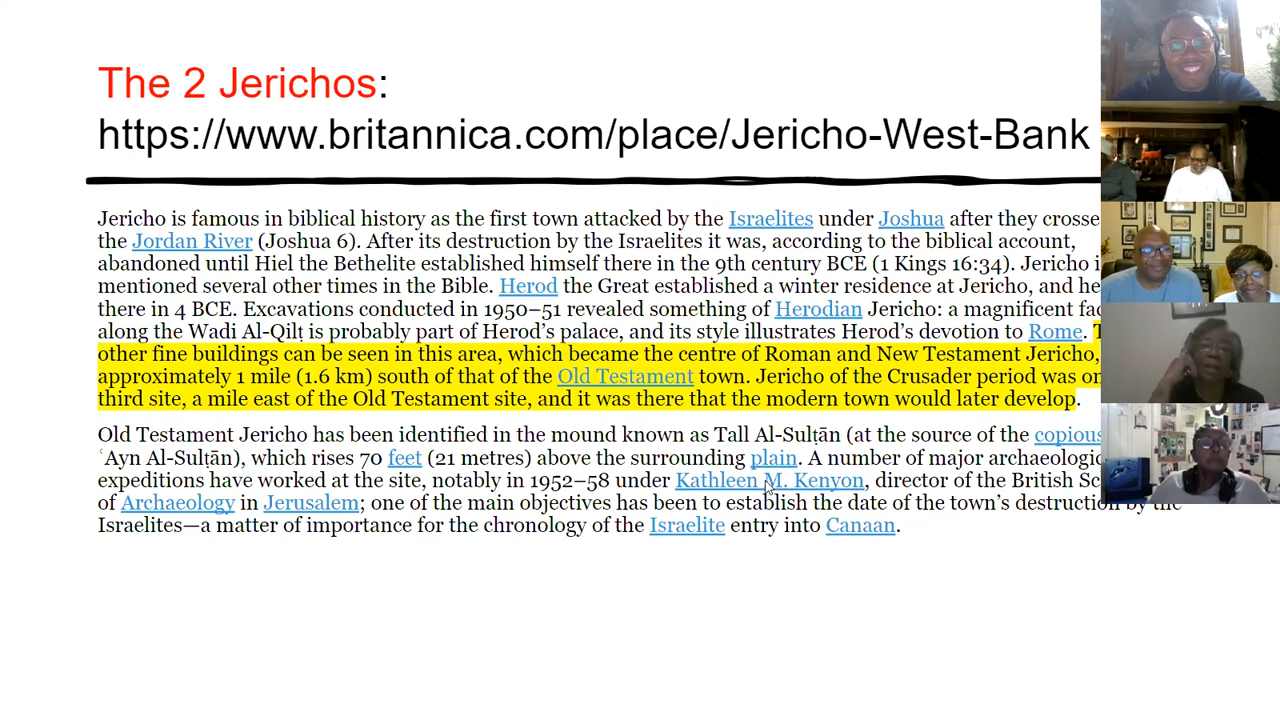 The 2 Jerichos:
https://www.britannica.com/place/Jericho-West-Bank
Jericho is famous in biblical history as the first town attacked by the Israelites under Joshua after they crosse
the Jordan River (Joshua 6). After its destruction by the Israelites it was, according to the biblical account,
abandoned until Hiel the Bethelite established himself there in the 9th century BCE (1 Kings 16:34). Jericho i
mentioned several other times in the Bible. Herod the Great established a winter residence at Jericho, and he
there in 4 BCE. Excavations conducted in 1950–51 revealed something of Herodian Jericho: a magnificent faç
along the Wadi Al-Qilṭ is probably part of Herod’s palace, and its style illustrates Herod’s devotion to Rome.
other fine buildings can be seen in this area, which became the centre of Roman and New Testament Jericho,
approximately 1 mile (1.6 km) south of that of the Old Testament town. Jericho of the Crusader period was on
third site, a mile east of the Old Testament site, and it was there that the modern town would later develop.
Old Testament Jericho has been identified in the mound known as Tall Al-Sulṭān (at the source of the copious
ʿAyn Al-Sulṭān), which rises 70 feet (21 metres) above the surrounding plain. A number of major archaeologic
expeditions have worked at the site, notably in 1952–58 under Kathleen M. Kenyon, director of the British Sc
of Archaeology in Jerusalem; one of the main objectives has been to establish the date of the town’s destruction by the
Israelites—a matter of importance for the chronology of the Israelite entry into Canaan.